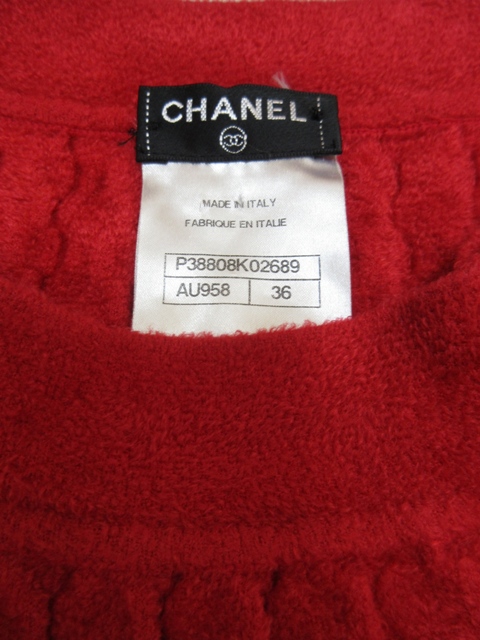 CHANEL
MADE IN ITALY
FABRIQUE EN ITALIE
P38808K02689
AU958 36